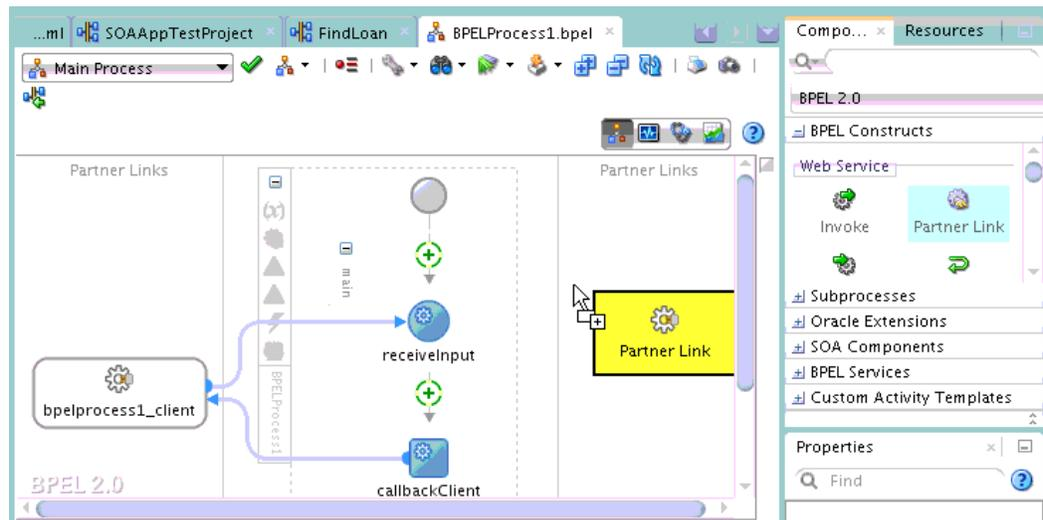 ...ml SOAAppTestProject FindLoan BPELProcess1.bpel
Compo... Resources
Main Process
BPEL 2.0
BPEL Constructs
Partner Links
Partner Links
Web Service
(x)
Invoke
Partner Link
main
Subprocesses
Oracle Extensions
Partner Link
SOA Components
receiveInput
BPEL Services
bpelprocess1_client
BPELProcess1
Custom Activity Templates
Properties
Find
BPEL 2.0
callbackClient